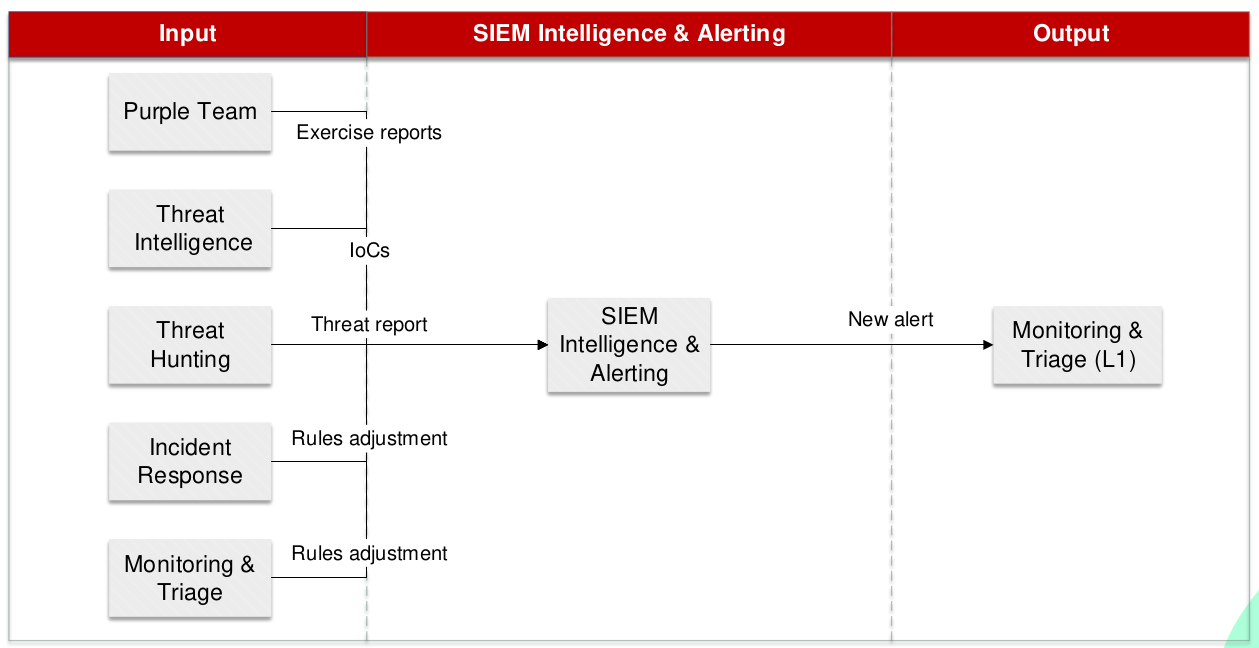 Input
SIEM Intelligence & Alerting
Output
Purple Team
Exercise reports
Threat
Intelligence
IoCs
Threat
Hunting
Threat report
SIEM
Intelligence &
Alerting
New alert
Monitoring &
Triage (L1)
Incident
Response
Rules adjustment
Monitoring &
Triage
Rules adjustment